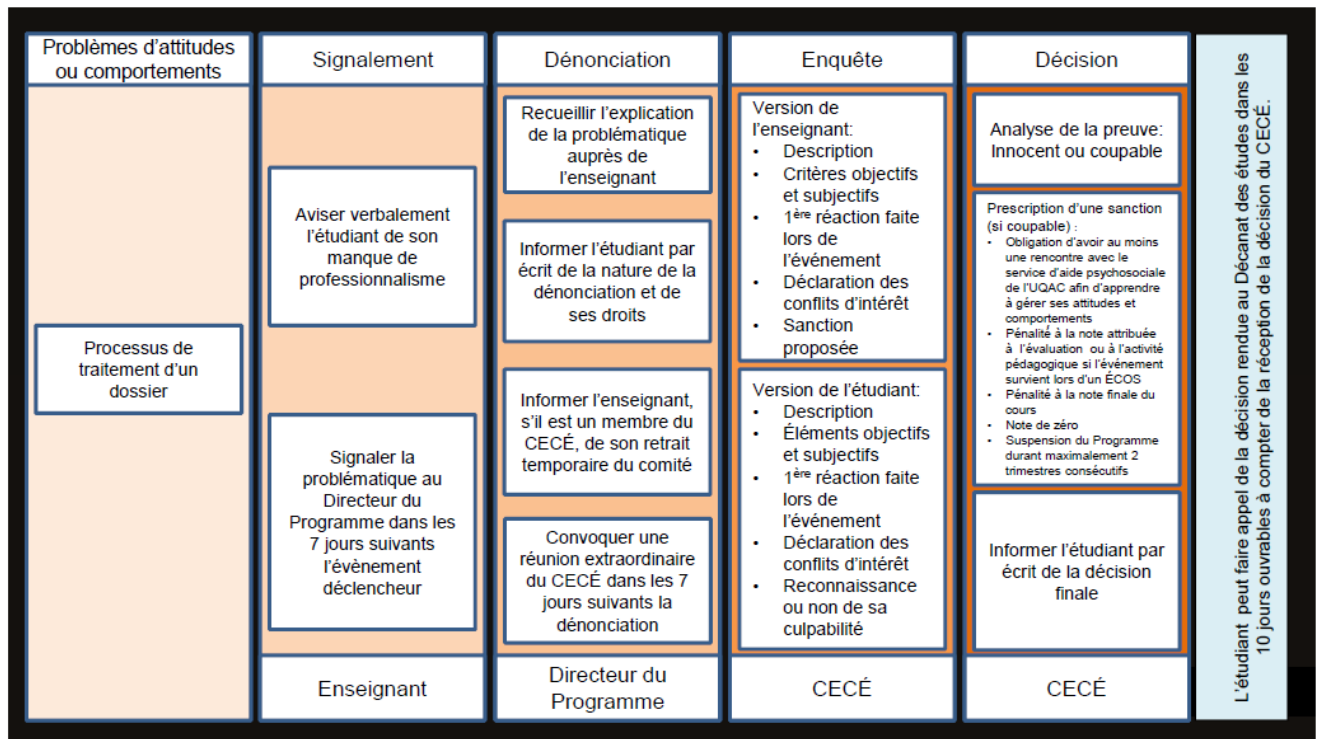 Problèmes d'attitudes
ou comportements
Processus de
traitement d'un
dossier
Signalement
Aviser verbalement
l'étudiant de son
manque de
professionnalisme
Signaler la
problématique au
Directeur du
Programme dans les
7 jours suivants
l'évènement
déclencheur
Enseignant
Dénonciation
Recueillir l'explication
de la problématique
auprès de
l'enseignant
Informer l'étudiant par
écrit de la nature de la
dénonciation et de
ses droits
Informer l'enseignant,
s'il est un membre du
CECÉ, de son retrait
temporaire du comité
Convoquer une
réunion extraordinaire
du CECÉ dans les 7
jours suivants la
dénonciation
Directeur du
Programme
Enquête
Version de
l'enseignant:
• Description
• Critères objectifs
et subjectifs
• 1ère réaction faite
lors de
l'événement
• Déclaration des
conflits d'intérêt
• Sanction
proposée
Version de l'étudiant:
• Description
• Éléments objectifs
et subjectifs
• 1ère réaction faite
lors de
l'événement
• Déclaration des
conflits d'intérêt
• Reconnaissance
ou non de sa
culpabilité
CECÉ
Décision
Analyse de la preuve:
Innocent ou coupable
Prescription d'une sanction
(si coupable) :
• Obligation d'avoir au moins
une rencontre avec le
service d'aide psychosociale
de l'UQAC afin d'apprendre
à gérer ses attitudes et
comportements
• Pénalité à la note attribuée
à l'évaluation ou à l'activité
pédagogique si l'événement
survient lors d'un ÉCOS
• Pénalité à la note finale du
cours
• Note de zéro
• Suspension du Programme
durant maximalement 2
trimestres consécutifs
Informer l'étudiant par
écrit de la décision
finale
CECÉ
L'étudiant peut faire appel de la décision rendue au Décanat des études dans les
10 jours ouvrables à compter de la réception de la décision du CECÉ.